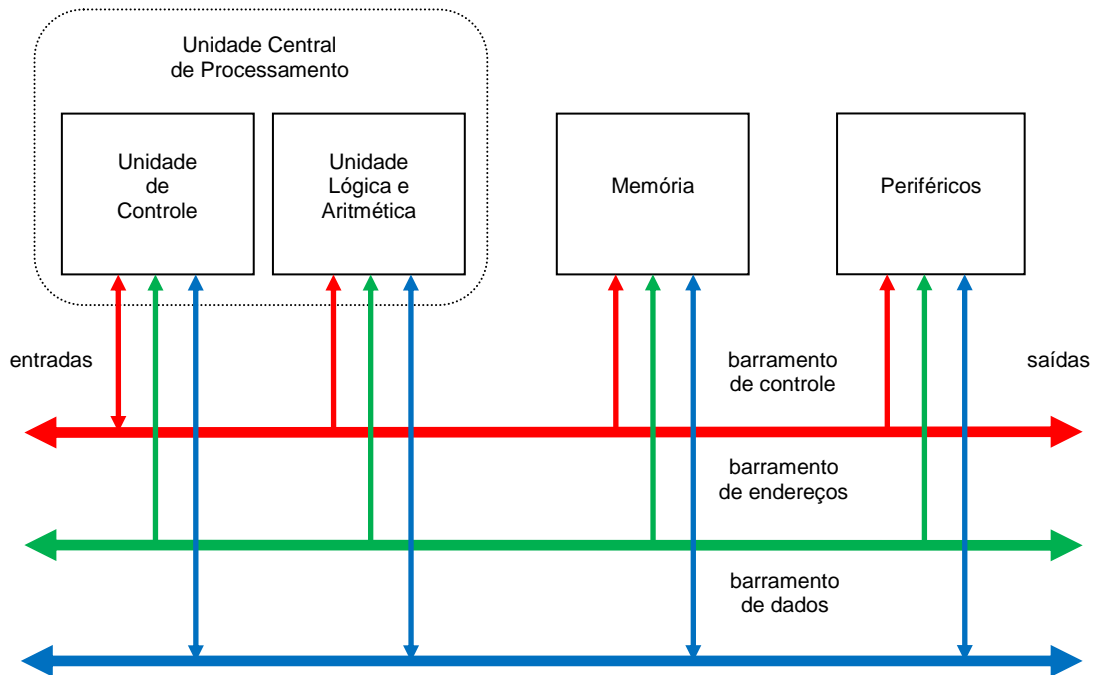 Unidade Central
de Processamento
Unidade
de
Controle
Unidade
Lógica e
Aritmética
Memória
Periféricos
entradas
barramento
de controle
saídas
barramento
de endereços
barramento
de dados